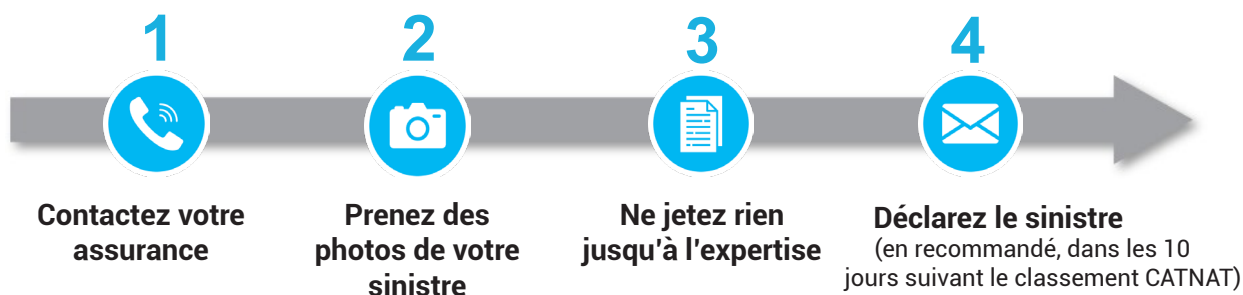 1
2
3
4
Contactez votre
assurance
Prenez des
photos de votre
sinistre
Ne jetez rien
jusqu'à l'expertise
Déclarez le sinistre
(en recommandé, dans les 10
jours suivant le classement CATNAT)